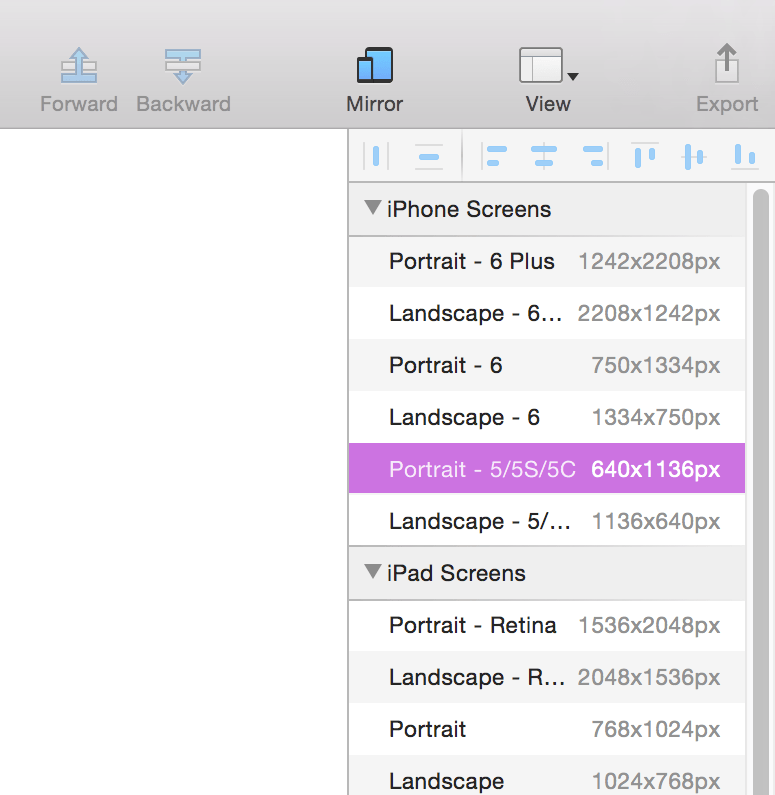 Forward Backward Mirror View Export
iPhone Screens
Portrait - 6 Plus 1242x2208px
Landscape - 6... 2208x1242px
Portrait - 6 750x1334px
Landscape - 6 1334x750px
Portrait - 5/5S/5C 640x1136px
Landscape - 5/... 1136x640px
iPad Screens
Portrait - Retina 1536x2048px
Landscape - R... 2048x1536px
Portrait 768x1024px
Landscape 1024x768px